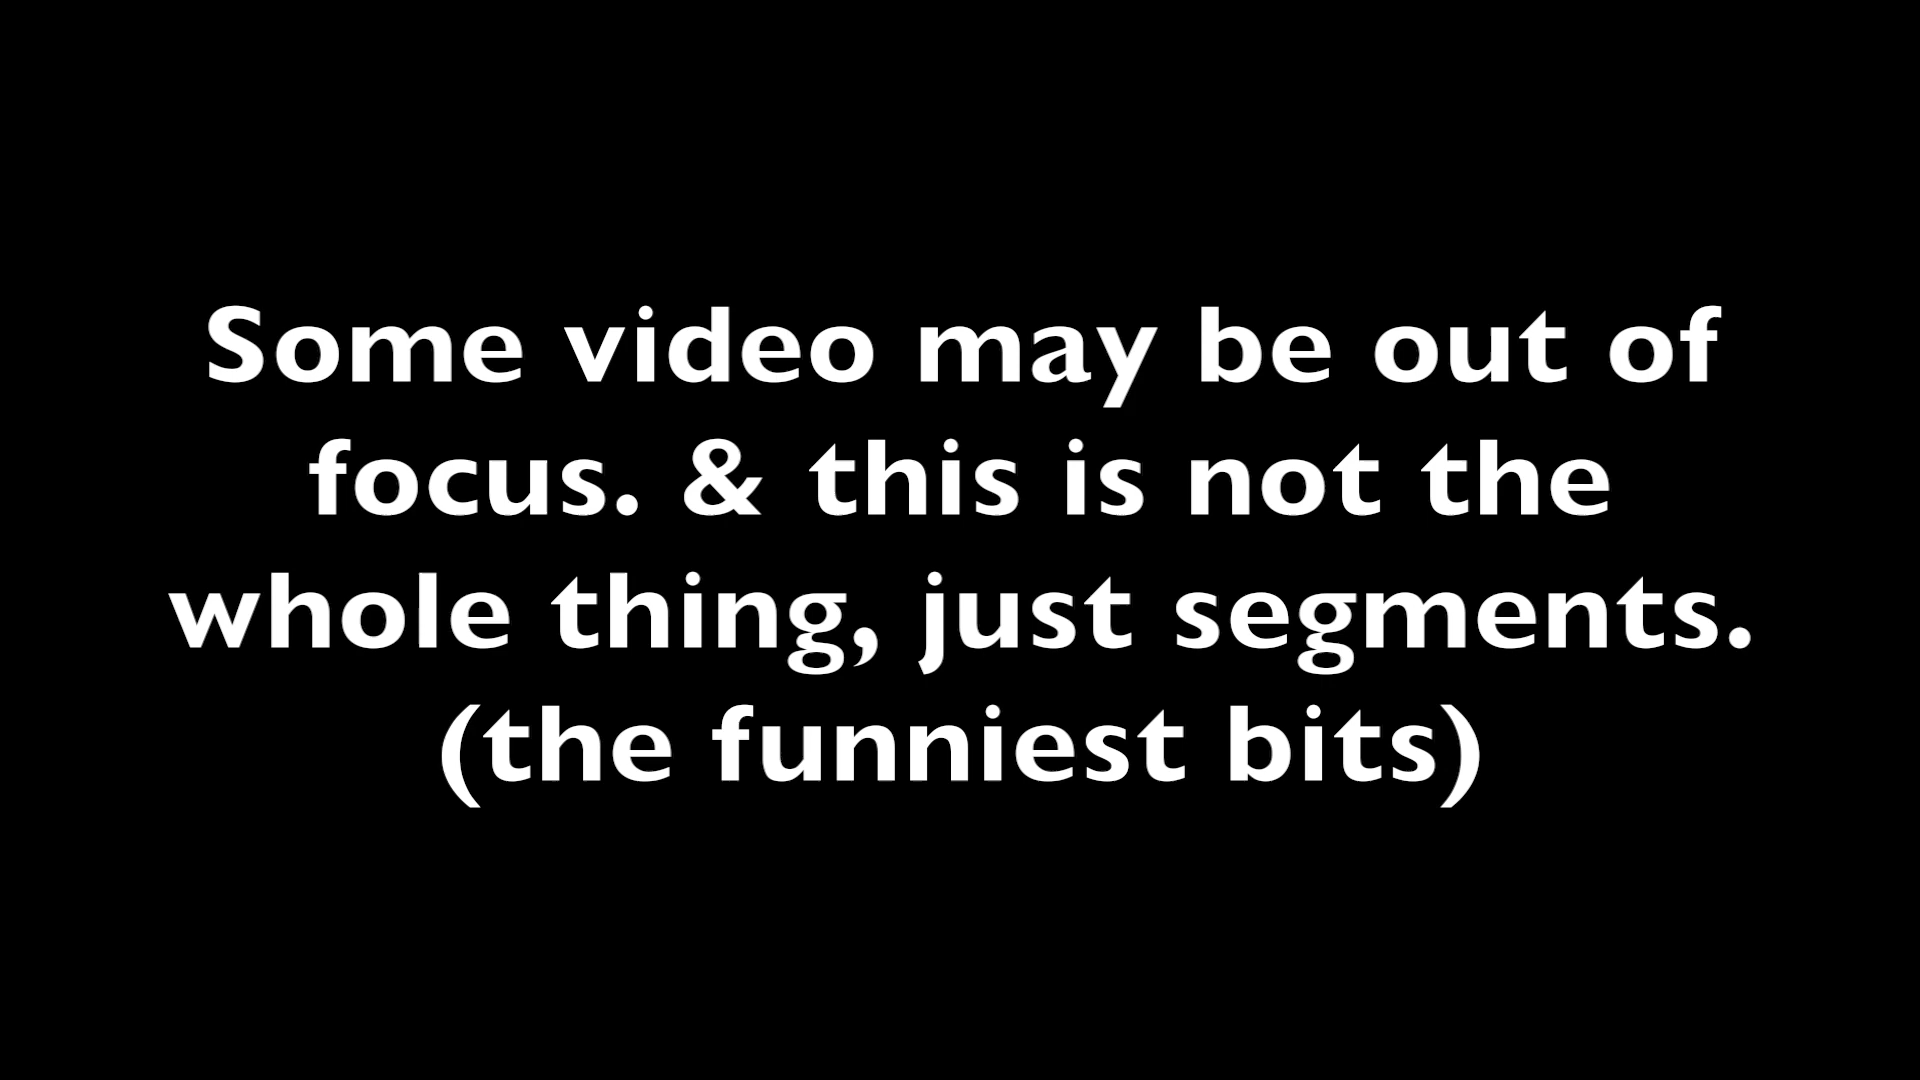 Some video may be out of
focus. & this is not the
whole thing, just segments.
(the funniest bits)